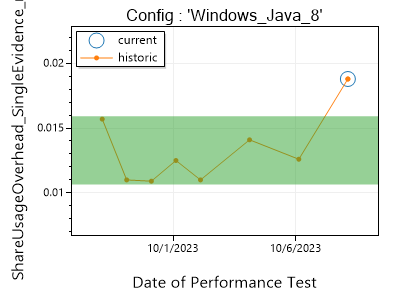 Config : 'Windows_Java_8'
current
historic
ShareUsageOverhead_SingleEvidence_
0.02
0.015
0.01
10/1/2023
10/6/2023
Date of Performance Test